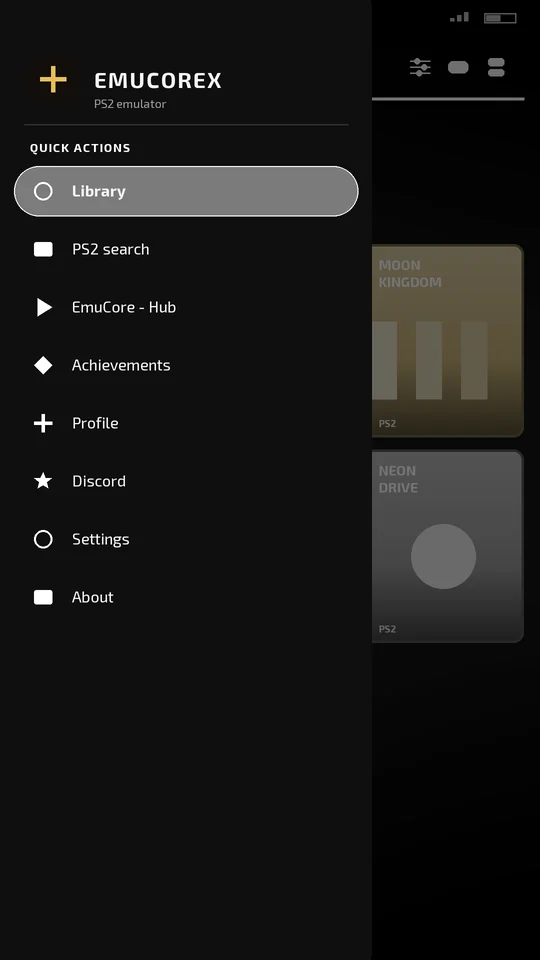 EMUCOREX
PS2 emulator
QUICK ACTIONS
Library
PS2 search
EmuCore - Hub
Achievements
Profile
Discord
Settings
About
MOON
KINGDOM
PS2
NEON
DRIVE
PS2